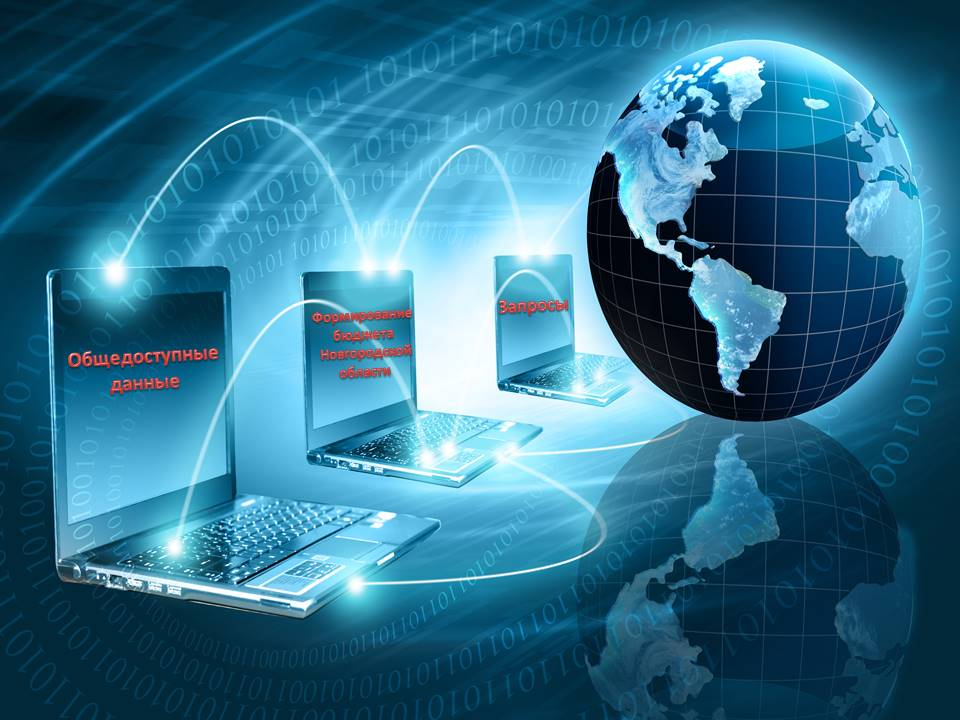 Общедоступные
данные
Формирование
бюджета
Новгородской
области
Запросы